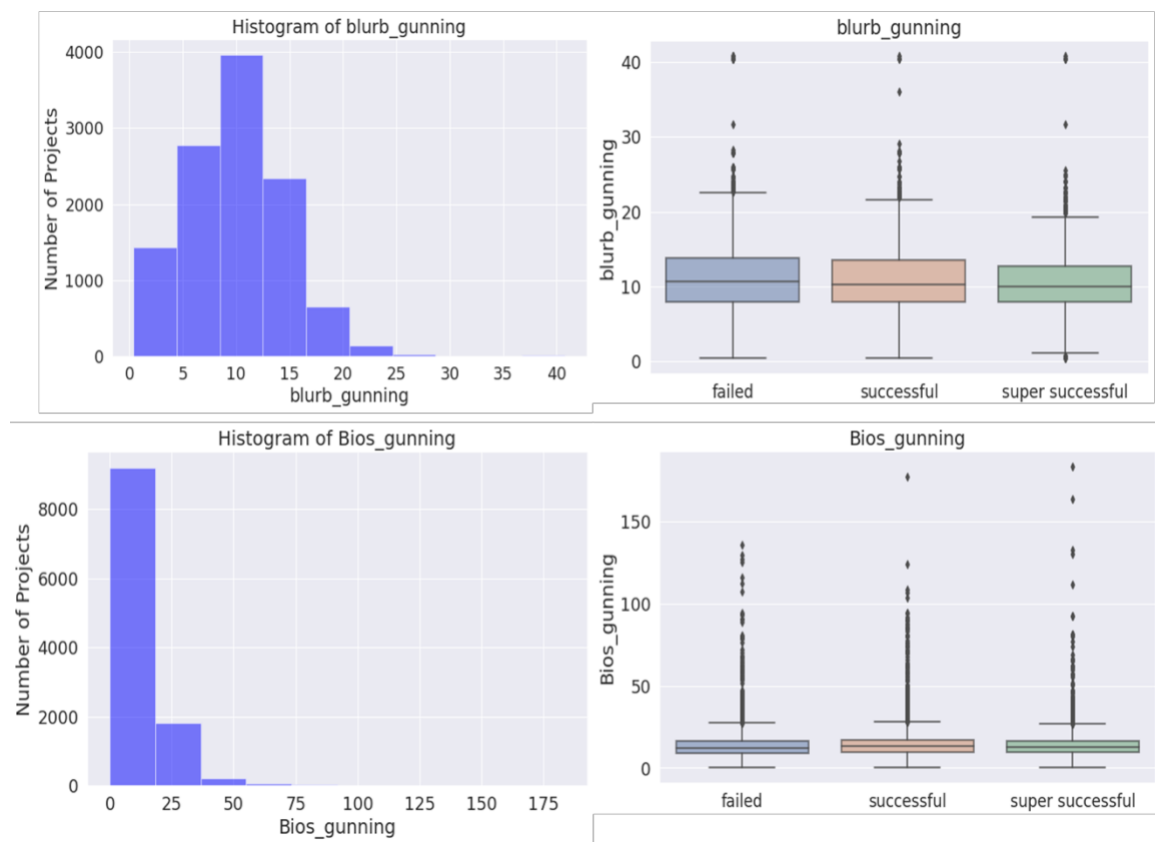 Histogram of blurb_gunning
Number of Projects
4000
3000
2000
1000
0
0 5 10 15 20 25 30 35 40
blurb_gunning
blurb_gunning
blurb_gunning
40
30
20
10
0
failed successful super successful
Histogram of Bios_gunning
Number of Projects
8000
6000
4000
2000
0
0 25 50 75 100 125 150 175
Bios_gunning
Bios_gunning
Bios_gunning
150
100
50
0
failed successful super successful